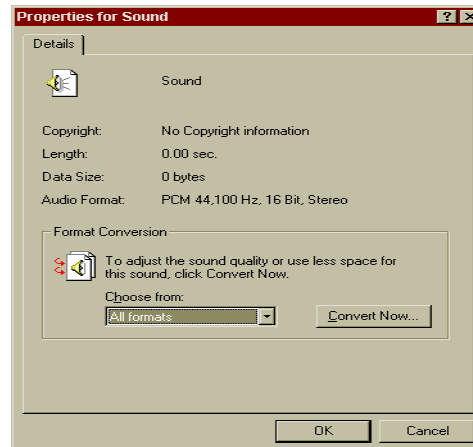 Properties for Sound
Details
Sound
Copyright: No Copyright information
Length: 0.00 sec.
Data Size: 0 bytes
Audio Format: PCM 44,100 Hz, 16 Bit, Stereo
Format Conversion
To adjust the sound quality or use less space for
this sound, click Convert Now.
Choose from:
All formats Convert Now...
OK Cancel